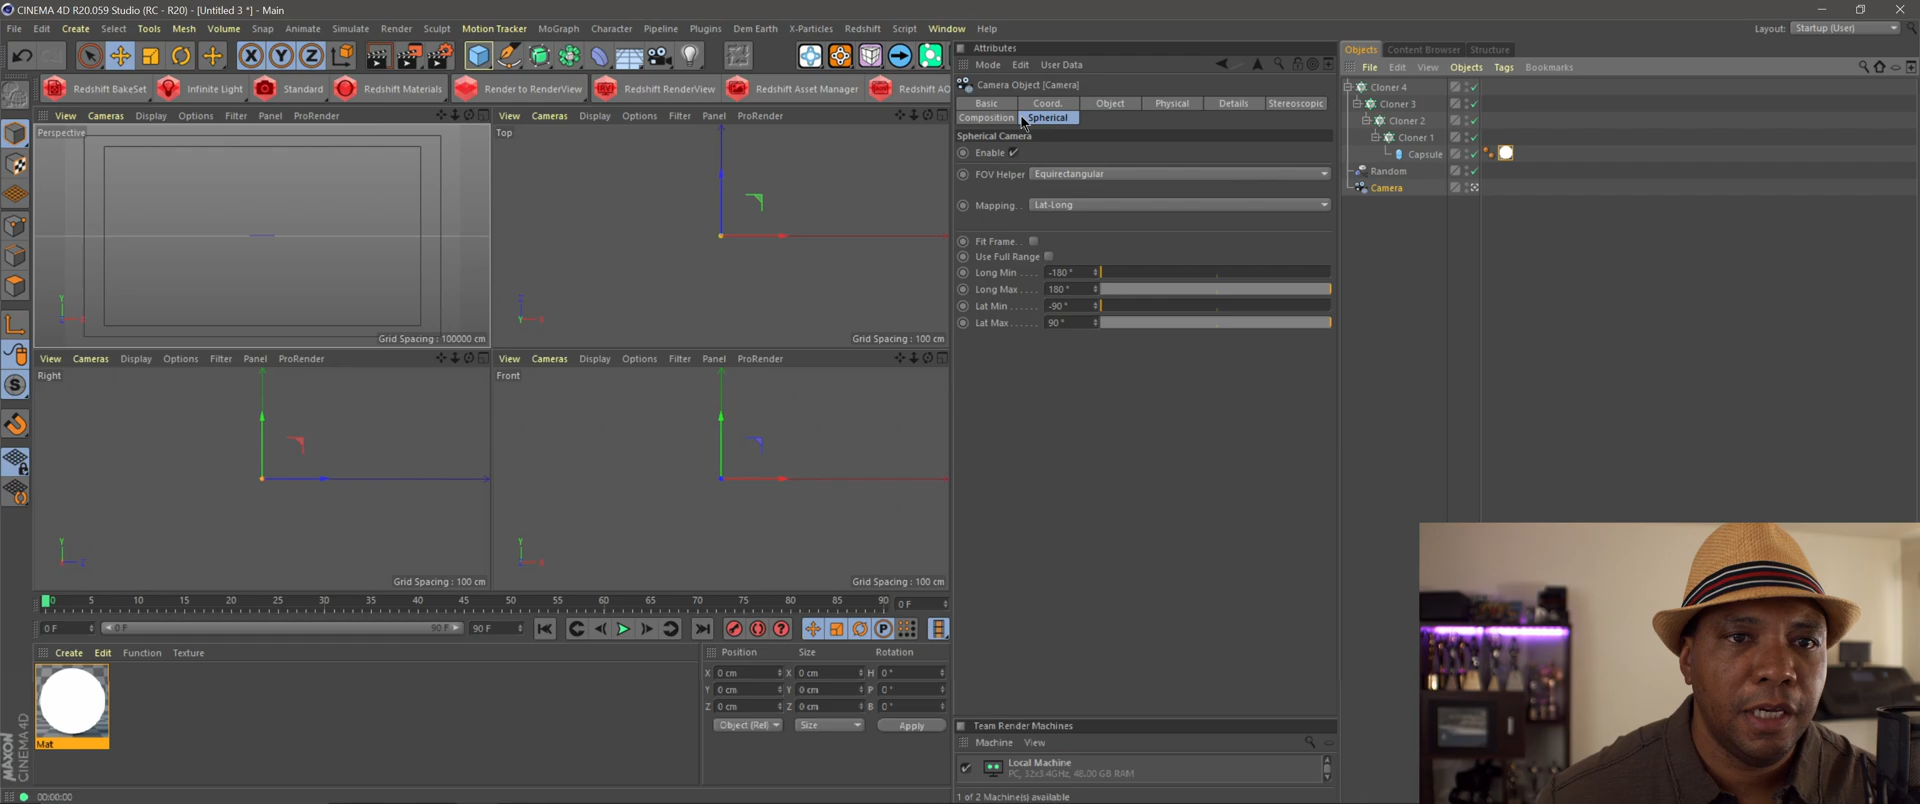 CINEMA 4D R20.059 Studio (RC - R20) - [Untitled 3 *] - Main
File Edit Create Select Tools Mesh Volume Snap Animate Simulate Render Sculpt Motion Tracker MoGraph Character Pipeline Plugins Dem Earth X-Particles Redshift Script Window Help
Layout: Startup (User)
Redshift BakeSet Infinite Light Standard Redshift Materials Render to RenderView Redshift RenderView Redshift Asset Manager Redshift AO
View Cameras Display Options Filter Panel ProRender
Perspective
Grid Spacing : 100000 cm
View Cameras Display Options Filter Panel ProRender
Top
Grid Spacing : 100 cm
View Cameras Display Options Filter Panel ProRender
Right
Grid Spacing : 100 cm
View Cameras Display Options Filter Panel ProRender
Front
Grid Spacing : 100 cm
Attributes
Mode Edit User Data
Camera Object [Camera]
Basic Coord. Object Physical Details Stereoscopic
Composition Spherical
Spherical Camera
Enable
FOV Helper Equirectangular
Mapping. . Lat-Long
Fit Frame. .
Use Full Range
Long Min . . . . -180 °
Long Max . . . . 180 °
Lat Min . . . . . -90 °
Lat Max . . . . . . 90 °
Objects Content Browser Structure
File Edit View Objects Tags Bookmarks
Cloner 4
Cloner 3
Cloner 2
Cloner 1
Capsule
Random
Camera
0 5 10 15 20 25 30 35 40 45 50 55 60 65 70 75 80 85 90 0 F
0 F 0 F 90 F 90 F
Create Edit Function Texture
Mat
Position Size Rotation
X 0 cm X 0 cm H 0 °
Y 0 cm Y 0 cm P 0 °
Z 0 cm Z 0 cm B 0 °
Object (Rel) Size Apply
Team Render Machines
Machine View
Local Machine
PC, 32x3.4GHz, 48.00 GB RAM
1 of 2 Machine(s) available
MAXON
CINEMA 4D
00:00:00